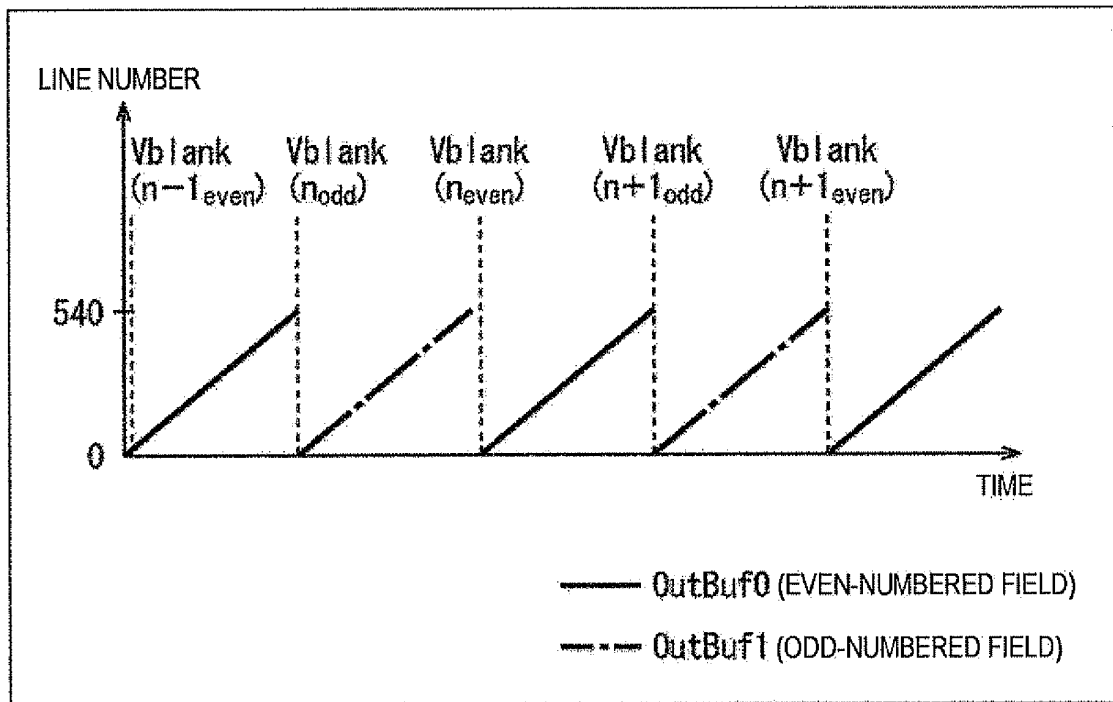 LINE NUMBER
Vblank Vblank Vblank Vblank Vblank
(n-1even) (nodd) (neven) (n+1odd) (n+1even)
540
0
TIME
OutBuf0 (EVEN-NUMBERED FIELD)
OutBuf1 (ODD-NUMBERED FIELD)